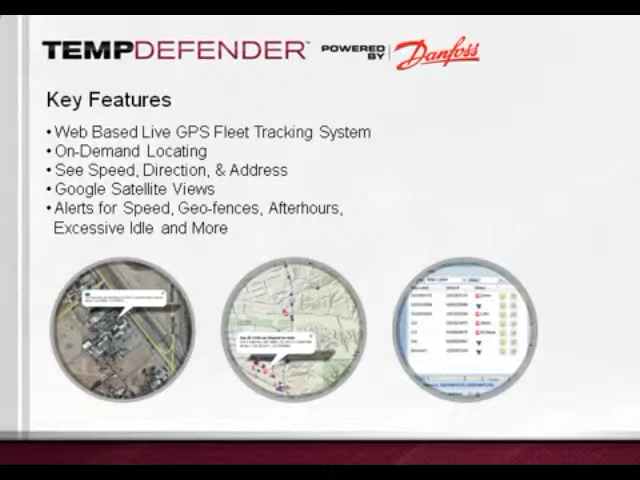 TEMPDEFENDER™ POWERED BY Danfoss
Key Features
• Web Based Live GPS Fleet Tracking System
• On-Demand Locating
• See Speed, Direction, & Address
• Google Satellite Views
• Alerts for Speed, Geo-fences, Afterhours,
Excessive Idle and More